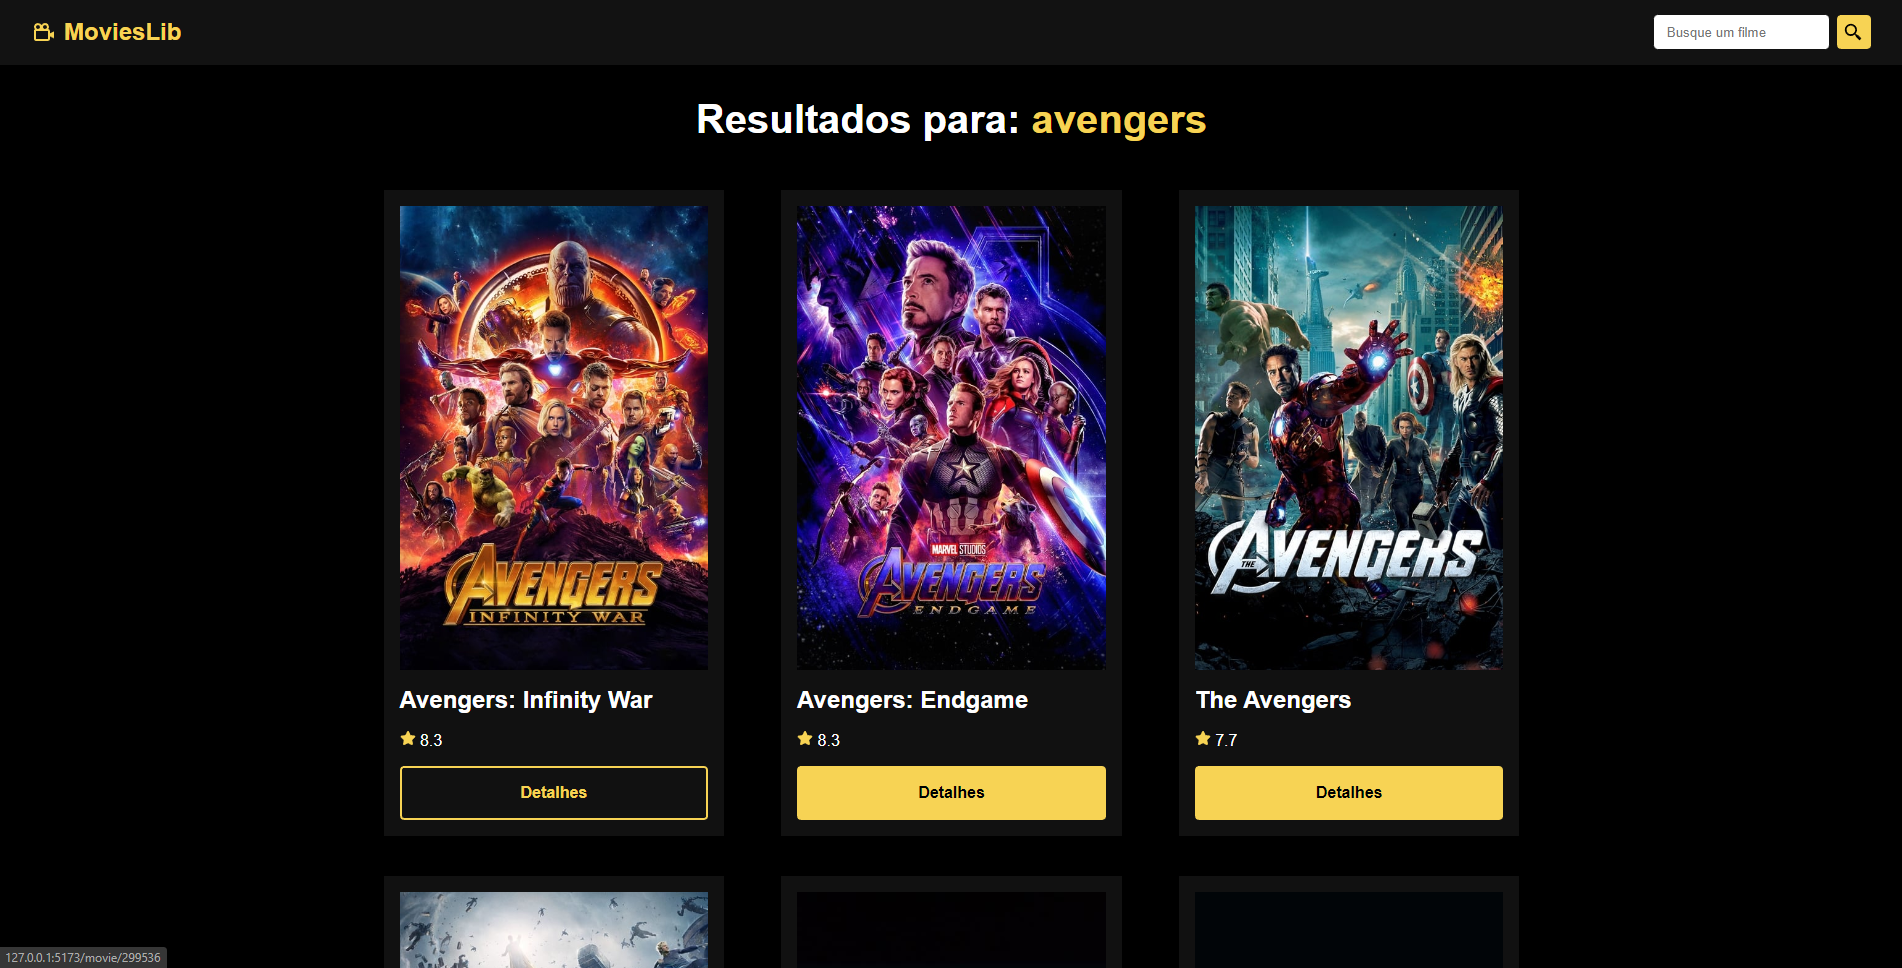 MoviesLib
Busque um filme
Resultados para: avengers
AVENGERS
INFINITY WAR
MARVEL STUDIOS
AVENGERS
ENDGAME
THE AVENGERS
Avengers: Infinity War
8.3
Detalhes
Avengers: Endgame
8.3
Detalhes
The Avengers
7.7
Detalhes
127.0.0.1:5173/movie/299536